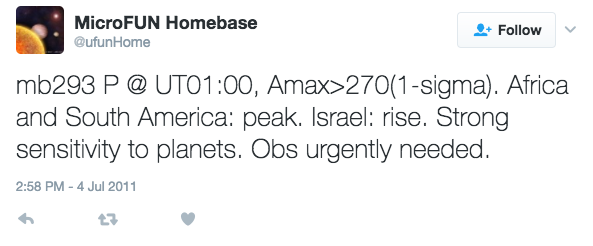 MicroFUN Homebase
@ufunHome
Follow
mb293 P @ UT01:00, Amax>270(1-sigma). Africa
and South America: peak. Israel: rise. Strong
sensitivity to planets. Obs urgently needed.
2:58 PM - 4 Jul 2011